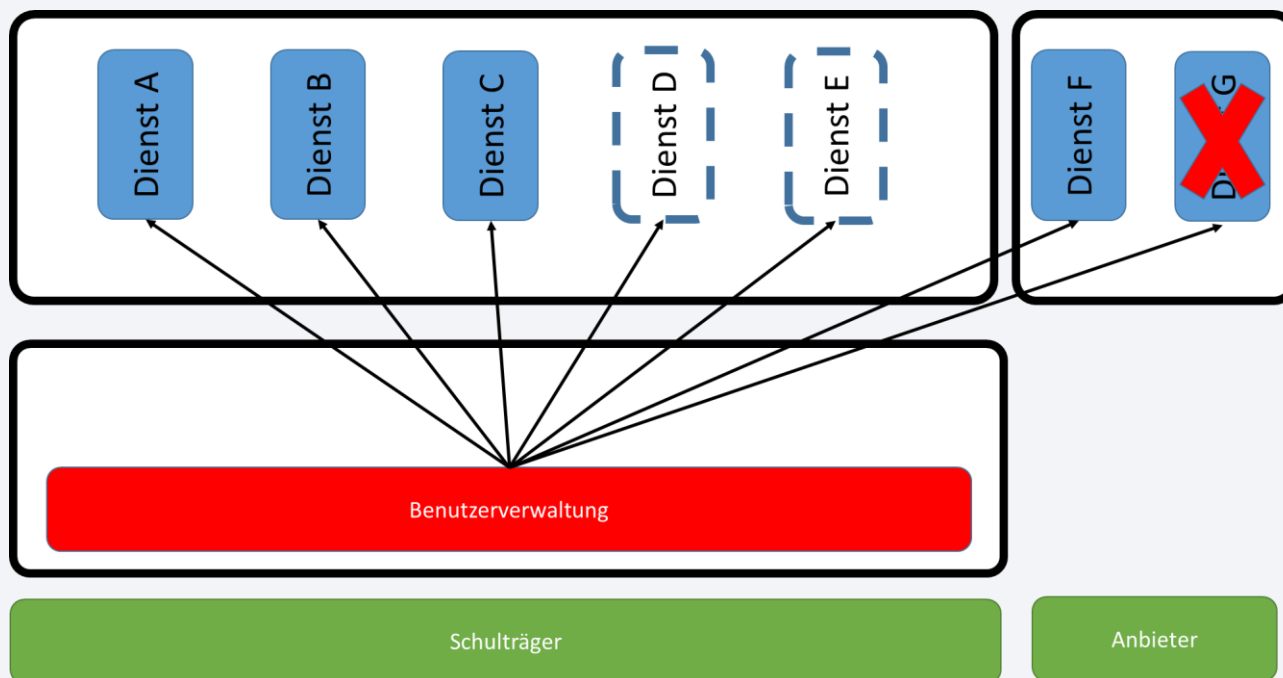 Dienst A
Dienst B
Dienst C
Dienst D
Dienst E
Dienst F
G
Benutzerverwaltung
Schulträger
Anbieter